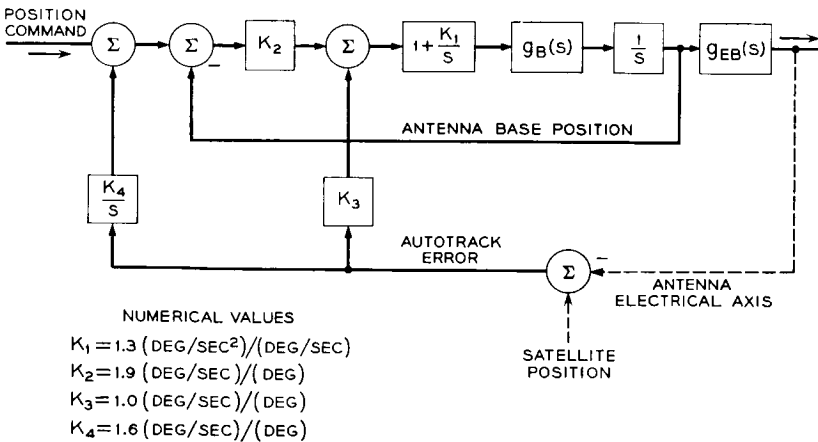 POSITION
COMMAND
Σ
Σ
−
K₂
Σ
1 + K₁/S
g_B(s)
1/S
g_EB(s)
ANTENNA BASE POSITION
K₄/S
K₃
AUTOTRACK
ERROR
Σ
−
ANTENNA
ELECTRICAL AXIS
SATELLITE
POSITION
NUMERICAL VALUES
K₁ = 1.3 (DEG/SEC²)/(DEG/SEC)
K₂ = 1.9 (DEG/SEC)/(DEG)
K₃ = 1.0 (DEG/SEC)/(DEG)
K₄ = 1.6 (DEG/SEC)/(DEG)